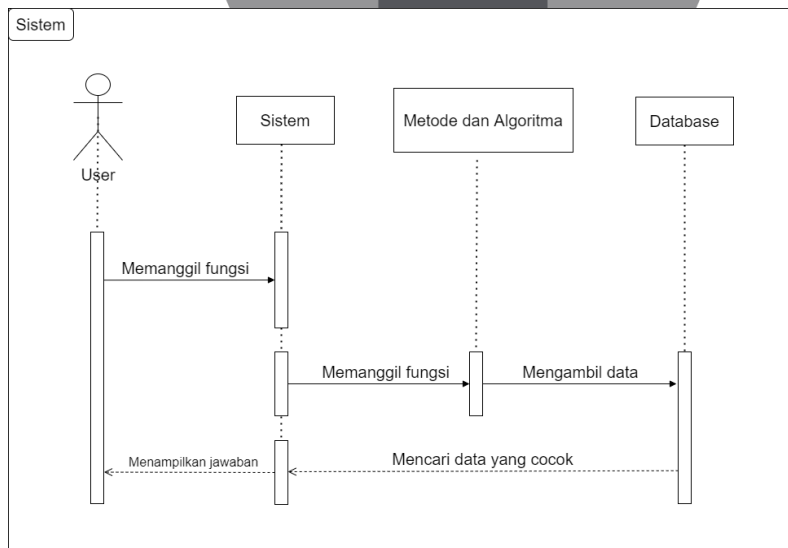 Sistem
Sistem
Metode dan Algoritma
Database
User
Memanggil fungsi
Memanggil fungsi
Mengambil data
Mencari data yang cocok
Menampilkan jawaban